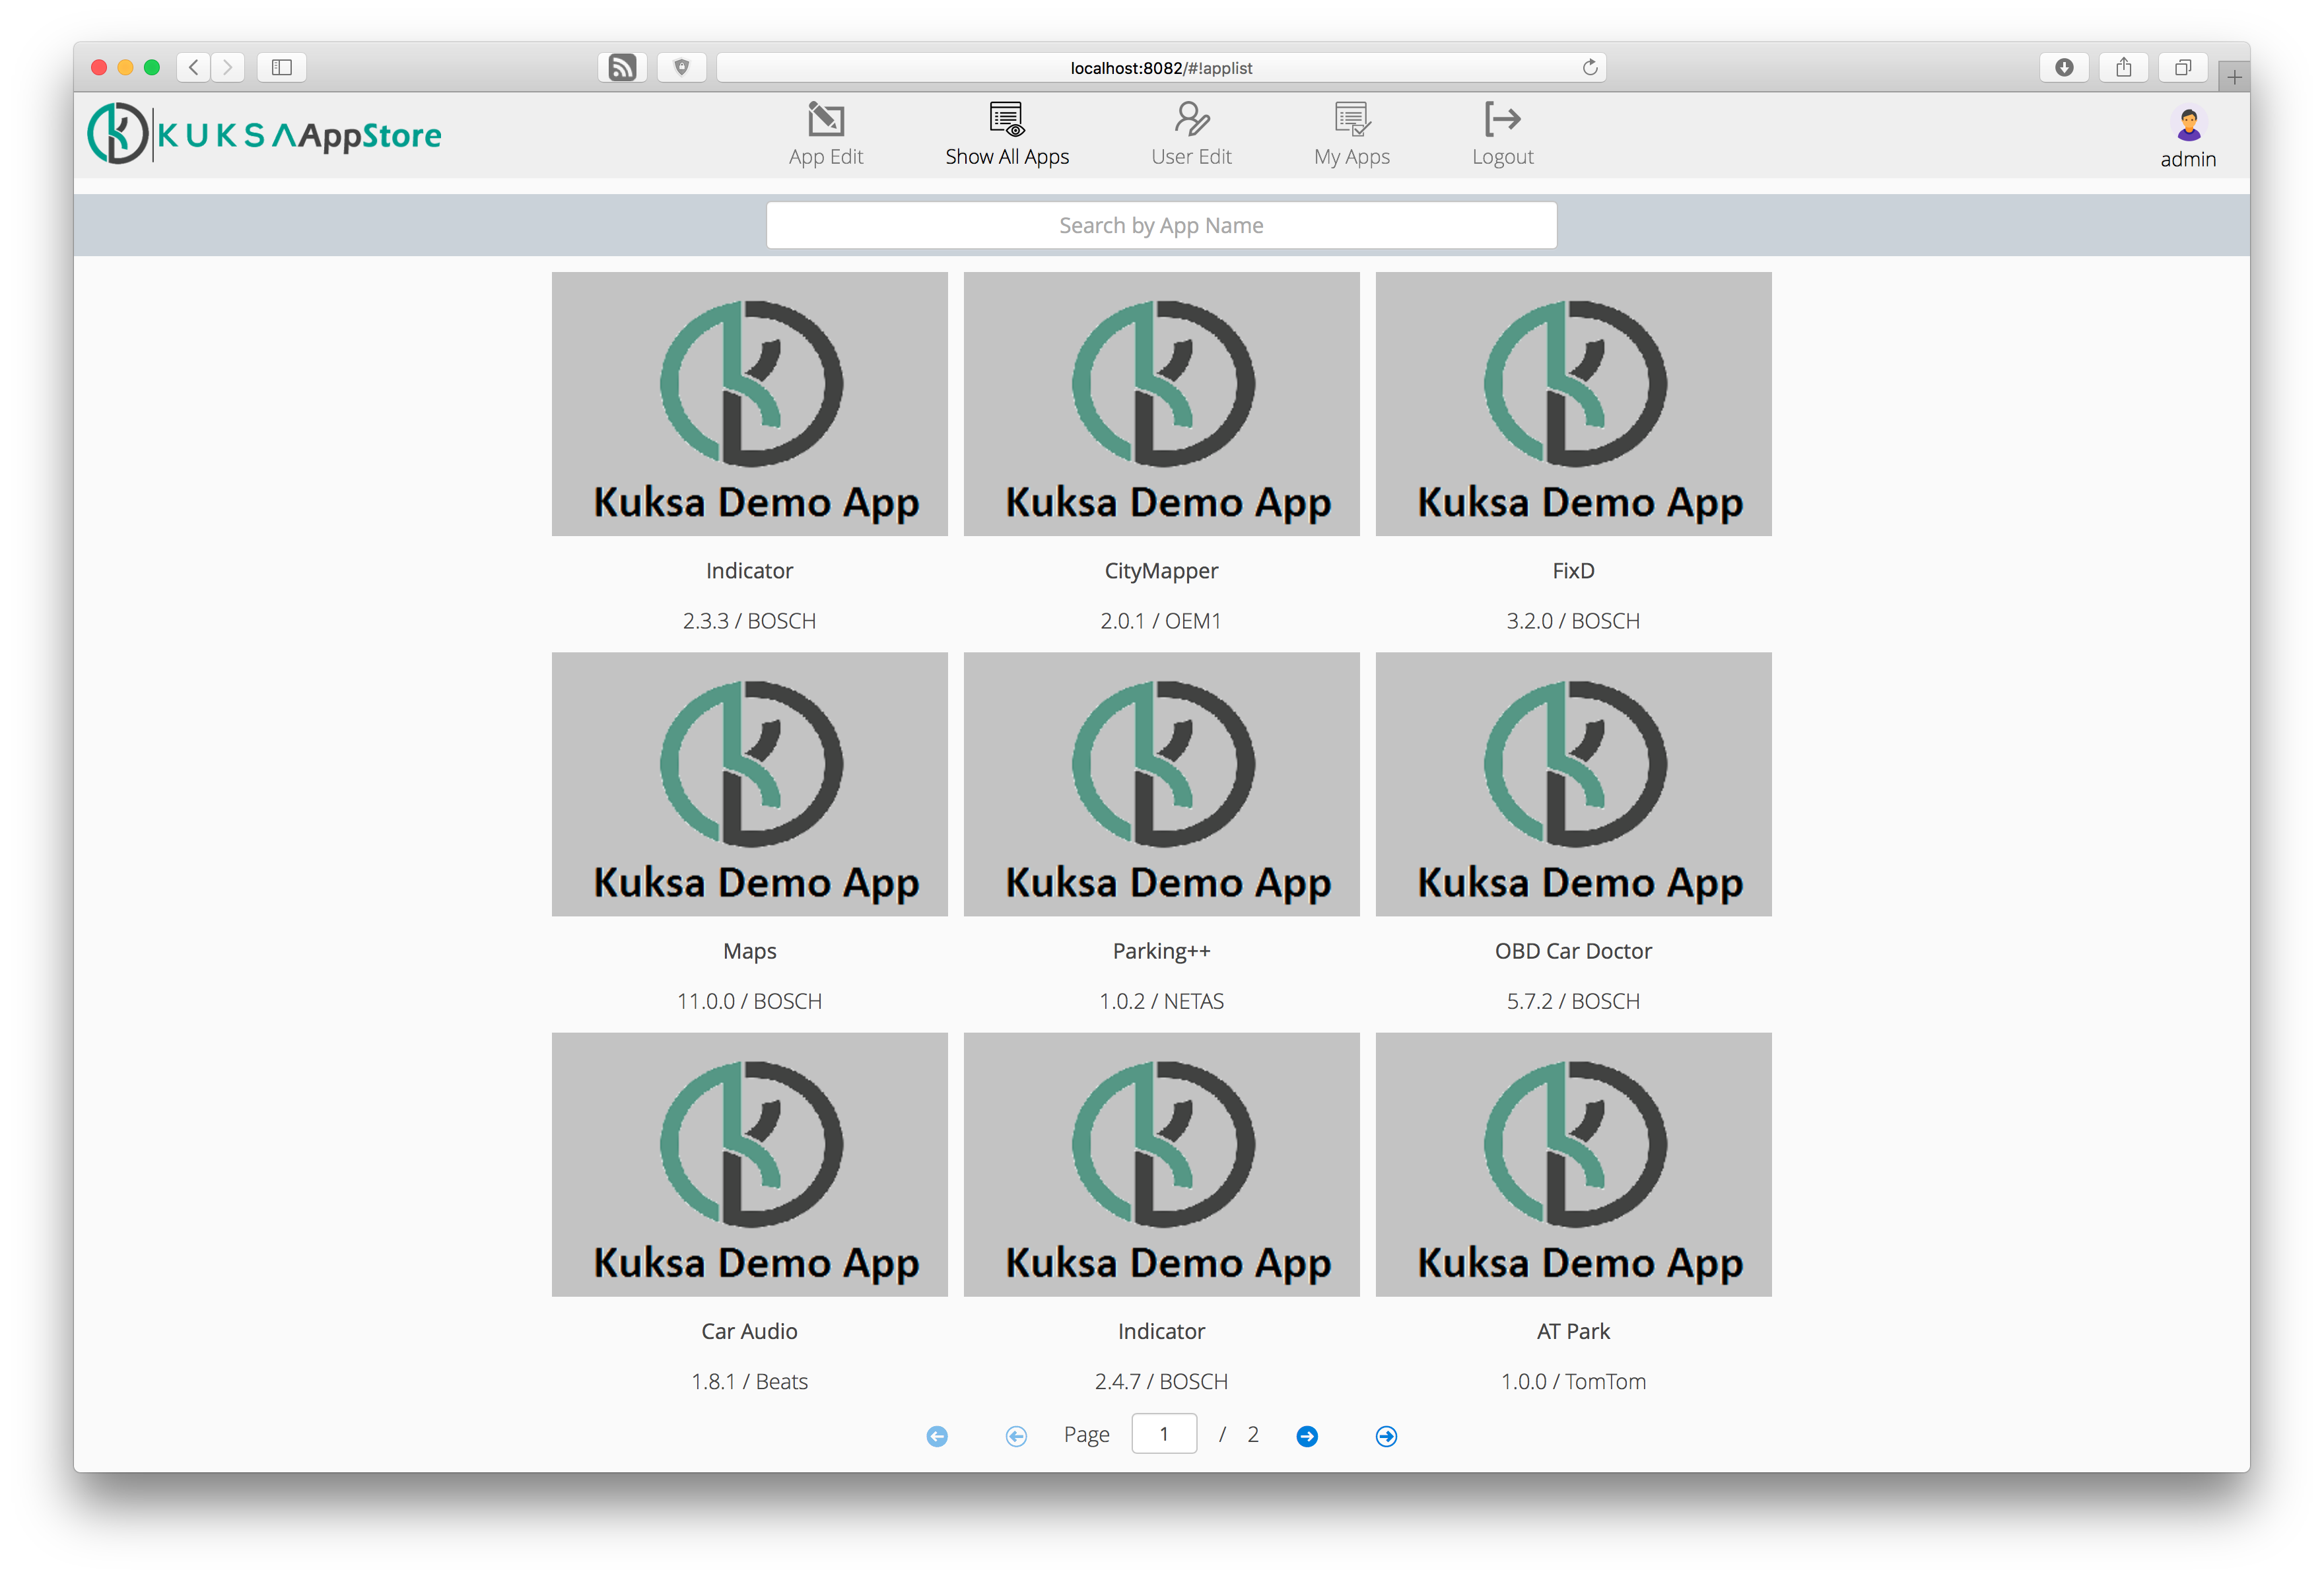 localhost:8082/#!applist
KUKSΛAppStore
App Edit
Show All Apps
User Edit
My Apps
Logout
admin
Search by App Name
Kuksa Demo App
Kuksa Demo App
Kuksa Demo App
Indicator
CityMapper
FixD
2.3.3 / BOSCH
2.0.1 / OEM1
3.2.0 / BOSCH
Kuksa Demo App
Kuksa Demo App
Kuksa Demo App
Maps
Parking++
OBD Car Doctor
11.0.0 / BOSCH
1.0.2 / NETAS
5.7.2 / BOSCH
Kuksa Demo App
Kuksa Demo App
Kuksa Demo App
Car Audio
Indicator
AT Park
1.8.1 / Beats
2.4.7 / BOSCH
1.0.0 / TomTom
Page 1 / 2